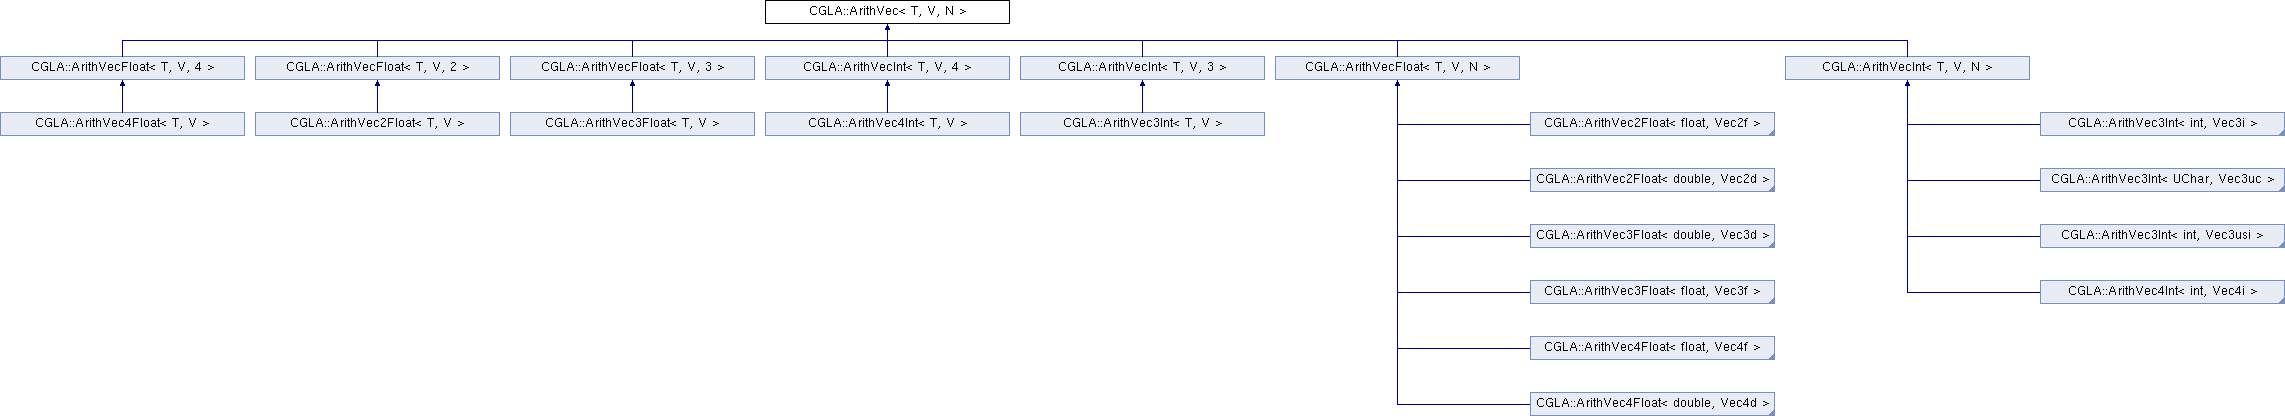 CGLA::ArithVec< T, V, N >
CGLA::ArithVecFloat< T, V, 4 >
CGLA::ArithVecFloat< T, V, 2 >
CGLA::ArithVecFloat< T, V, 3 >
CGLA::ArithVecInt< T, V, 4 >
CGLA::ArithVecInt< T, V, 3 >
CGLA::ArithVecFloat< T, V, N >
CGLA::ArithVecInt< T, V, N >
CGLA::ArithVec4Float< T, V >
CGLA::ArithVec2Float< T, V >
CGLA::ArithVec3Float< T, V >
CGLA::ArithVec4Int< T, V >
CGLA::ArithVec3Int< T, V >
CGLA::ArithVec2Float< float, Vec2f >
CGLA::ArithVec3Int< int, Vec3i >
CGLA::ArithVec2Float< double, Vec2d >
CGLA::ArithVec3Int< UChar, Vec3uc >
CGLA::ArithVec3Float< double, Vec3d >
CGLA::ArithVec3Int< int, Vec3usi >
CGLA::ArithVec3Float< float, Vec3f >
CGLA::ArithVec4Int< int, Vec4i >
CGLA::ArithVec4Float< float, Vec4f >
CGLA::ArithVec4Float< double, Vec4d >